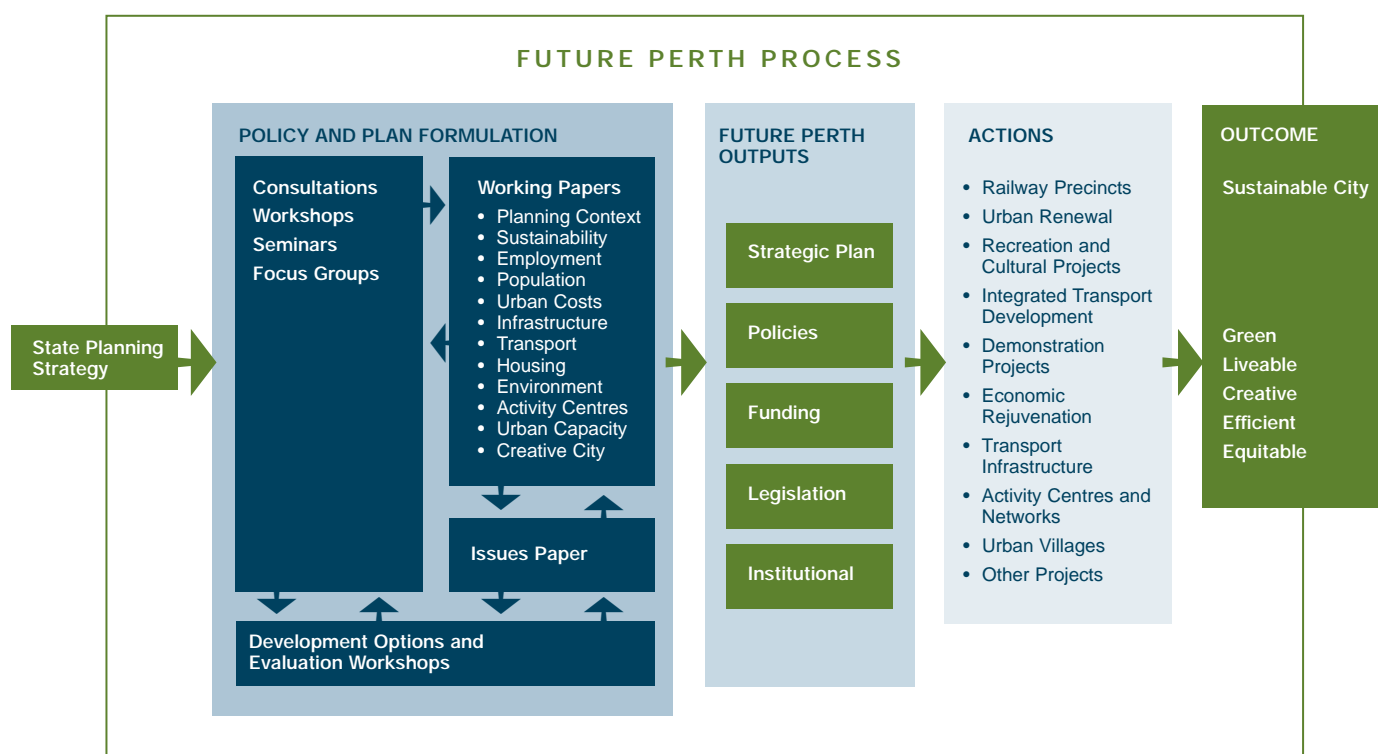 FUTURE PERTH PROCESS
State Planning
Strategy
POLICY AND PLAN FORMULATION
Consultations
Workshops
Seminars
Focus Groups
Working Papers
• Planning Context
• Sustainability
• Employment
• Population
• Urban Costs
• Infrastructure
• Transport
• Housing
• Environment
• Activity Centres
• Urban Capacity
• Creative City
Issues Paper
Development Options and
Evaluation Workshops
FUTURE PERTH
OUTPUTS
Strategic Plan
Policies
Funding
Legislation
Institutional
ACTIONS
• Railway Precincts
• Urban Renewal
• Recreation and
Cultural Projects
• Integrated Transport
Development
• Demonstration
Projects
• Economic
Rejuvenation
• Transport
Infrastructure
• Activity Centres and
Networks
• Urban Villages
• Other Projects
OUTCOME
Sustainable City
Green
Liveable
Creative
Efficient
Equitable